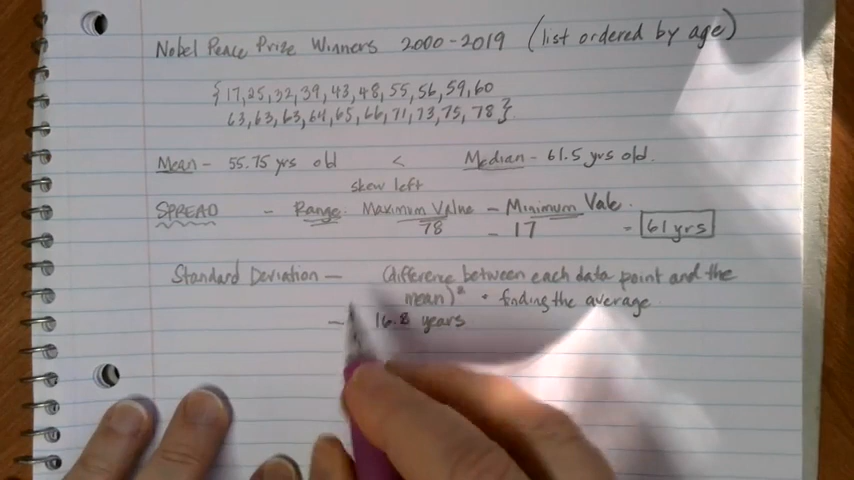 Nobel Peace Prize Winners 2000-2019 (list ordered by age)
{17,25,32,39,43,48,55,56,59,60
63,63,63,64,65,66,71,73,75,78}
Mean - 55.75 yrs old < Median - 61.5 yrs old.
skew left
SPREAD - Range: Maximum Value - Minimum Vale.
78 - 17 = 61 yrs
Standard Deviation - (difference between each data point and the
mean)² • finding the average.
- 16.8 years